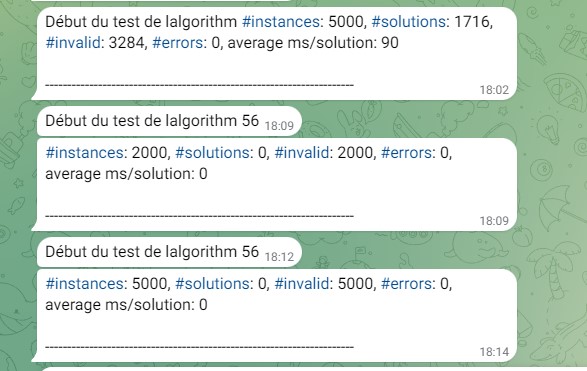 Début du test de lalgorithm #instances: 5000, #solutions: 1716,
#invalid: 3284, #errors: 0, average ms/solution: 90
------------------------------------------------------------------------
18:02
Début du test de lalgorithm 56 18:09
#instances: 2000, #solutions: 0, #invalid: 2000, #errors: 0,
average ms/solution: 0
------------------------------------------------------------------------
18:09
Début du test de lalgorithm 56 18:12
#instances: 5000, #solutions: 0, #invalid: 5000, #errors: 0,
average ms/solution: 0
------------------------------------------------------------------------
18:14